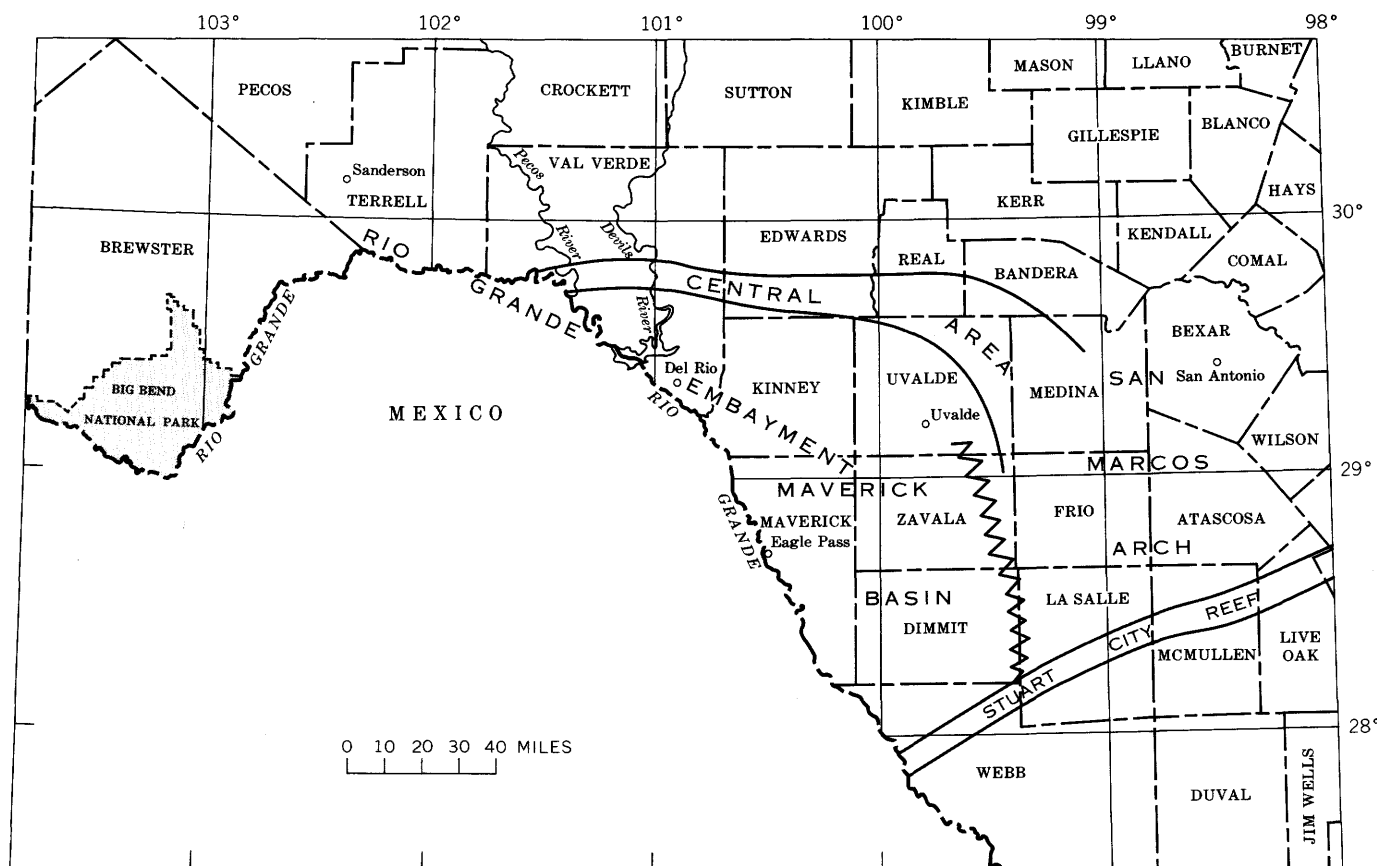 103° 102° 101° 100° 99° 98°
BURNET
MASON
LLANO
PECOS
CROCKETT
SUTTON
KIMBLE
BLANCO
GILLESPIE
Pecos
VAL VERDE
Sanderson
HAYS
TERRELL
KERR
30°
RIO
River
Devils
EDWARDS
KENDALL
BREWSTER
REAL
BANDERA
COMAL
GRANDE
CENTRAL
GRANDE
River
AREA
BEXAR
Del Rio
BIG BEND
NATIONAL PARK
RIO
MEXICO
RIO
EMBAYMENT
KINNEY
UVALDE
Uvalde
MEDINA
SAN
San Antonio
WILSON
29°
MARCOS
MAVERICK
GRANDE
MAVERICK
Eagle Pass
ZAVALA
FRIO
ATASCOSA
ARCH
BASIN
DIMMIT
LA SALLE
STUART CITY REEF
MCMULLEN
LIVE
OAK
28°
0 10 20 30 40 MILES
WEBB
DUVAL
JIM WELLS